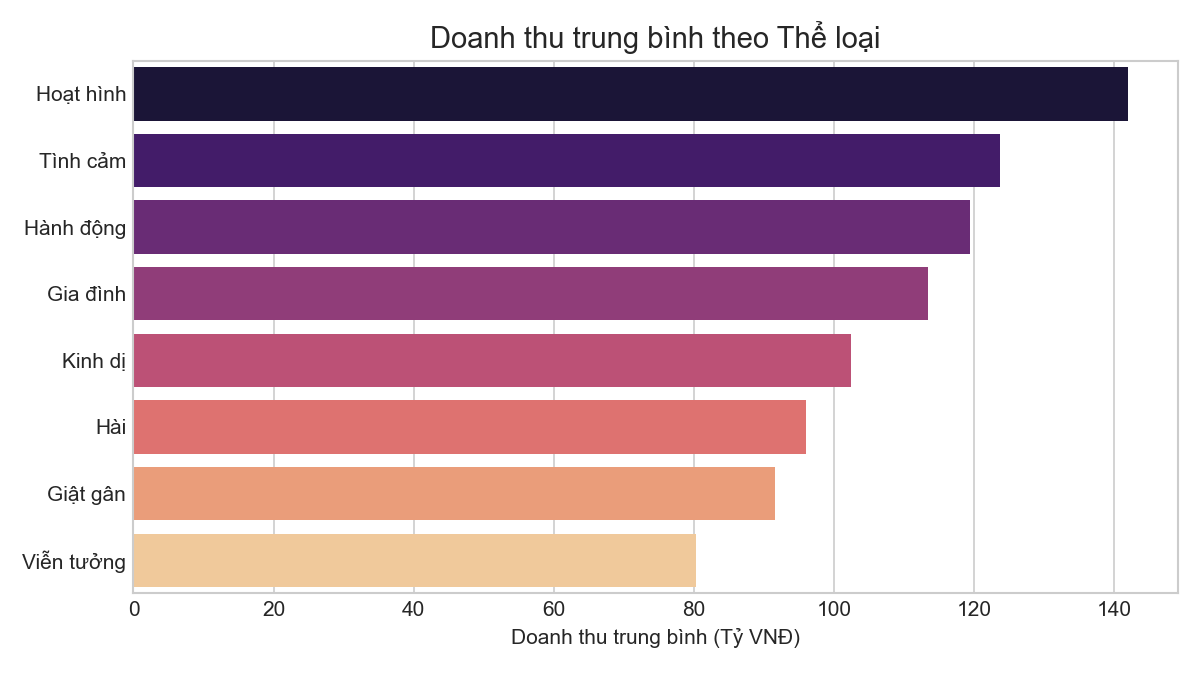 Doanh thu trung bình theo Thể loại
Hoạt hình
Tình cảm
Hành động
Gia đình
Kinh dị
Hài
Giật gân
Viễn tưởng
0 20 40 60 80 100 120 140
Doanh thu trung bình (Tỷ VNĐ)